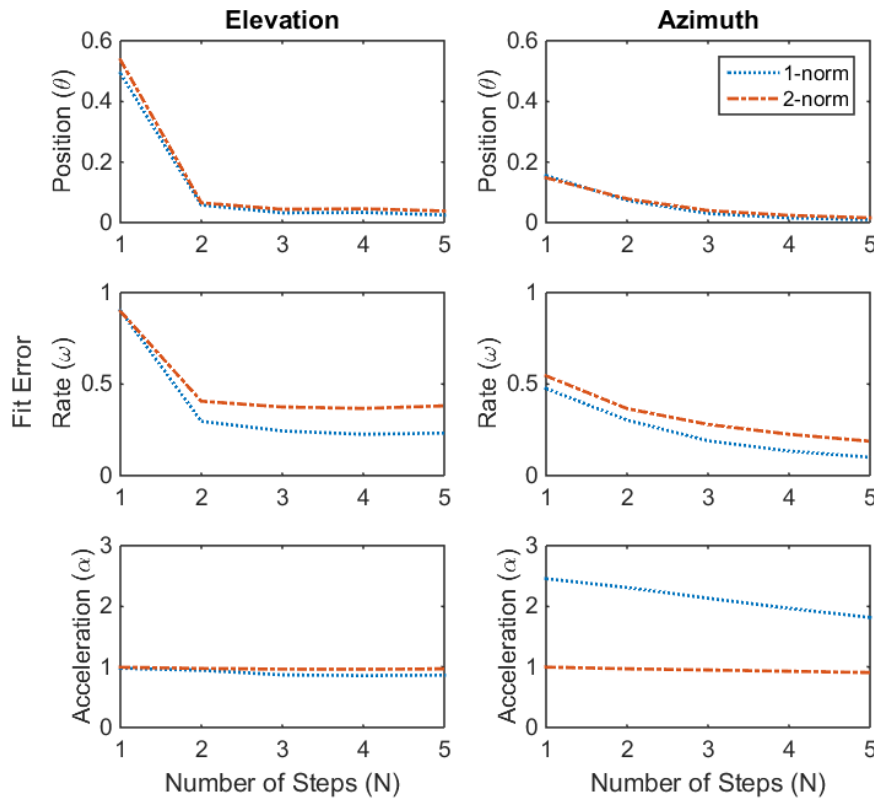 Elevation
Azimuth
Position (θ)
0.6
0.4
0.2
0
1 2 3 4 5
Position (θ)
0.6
0.4
0.2
0
1 2 3 4 5
1-norm
2-norm
Fit Error
Rate (ω)
1
0.5
0
1 2 3 4 5
Rate (ω)
1
0.5
0
1 2 3 4 5
Acceleration (α)
3
2
1
0
1 2 3 4 5
Number of Steps (N)
Acceleration (α)
3
2
1
0
1 2 3 4 5
Number of Steps (N)